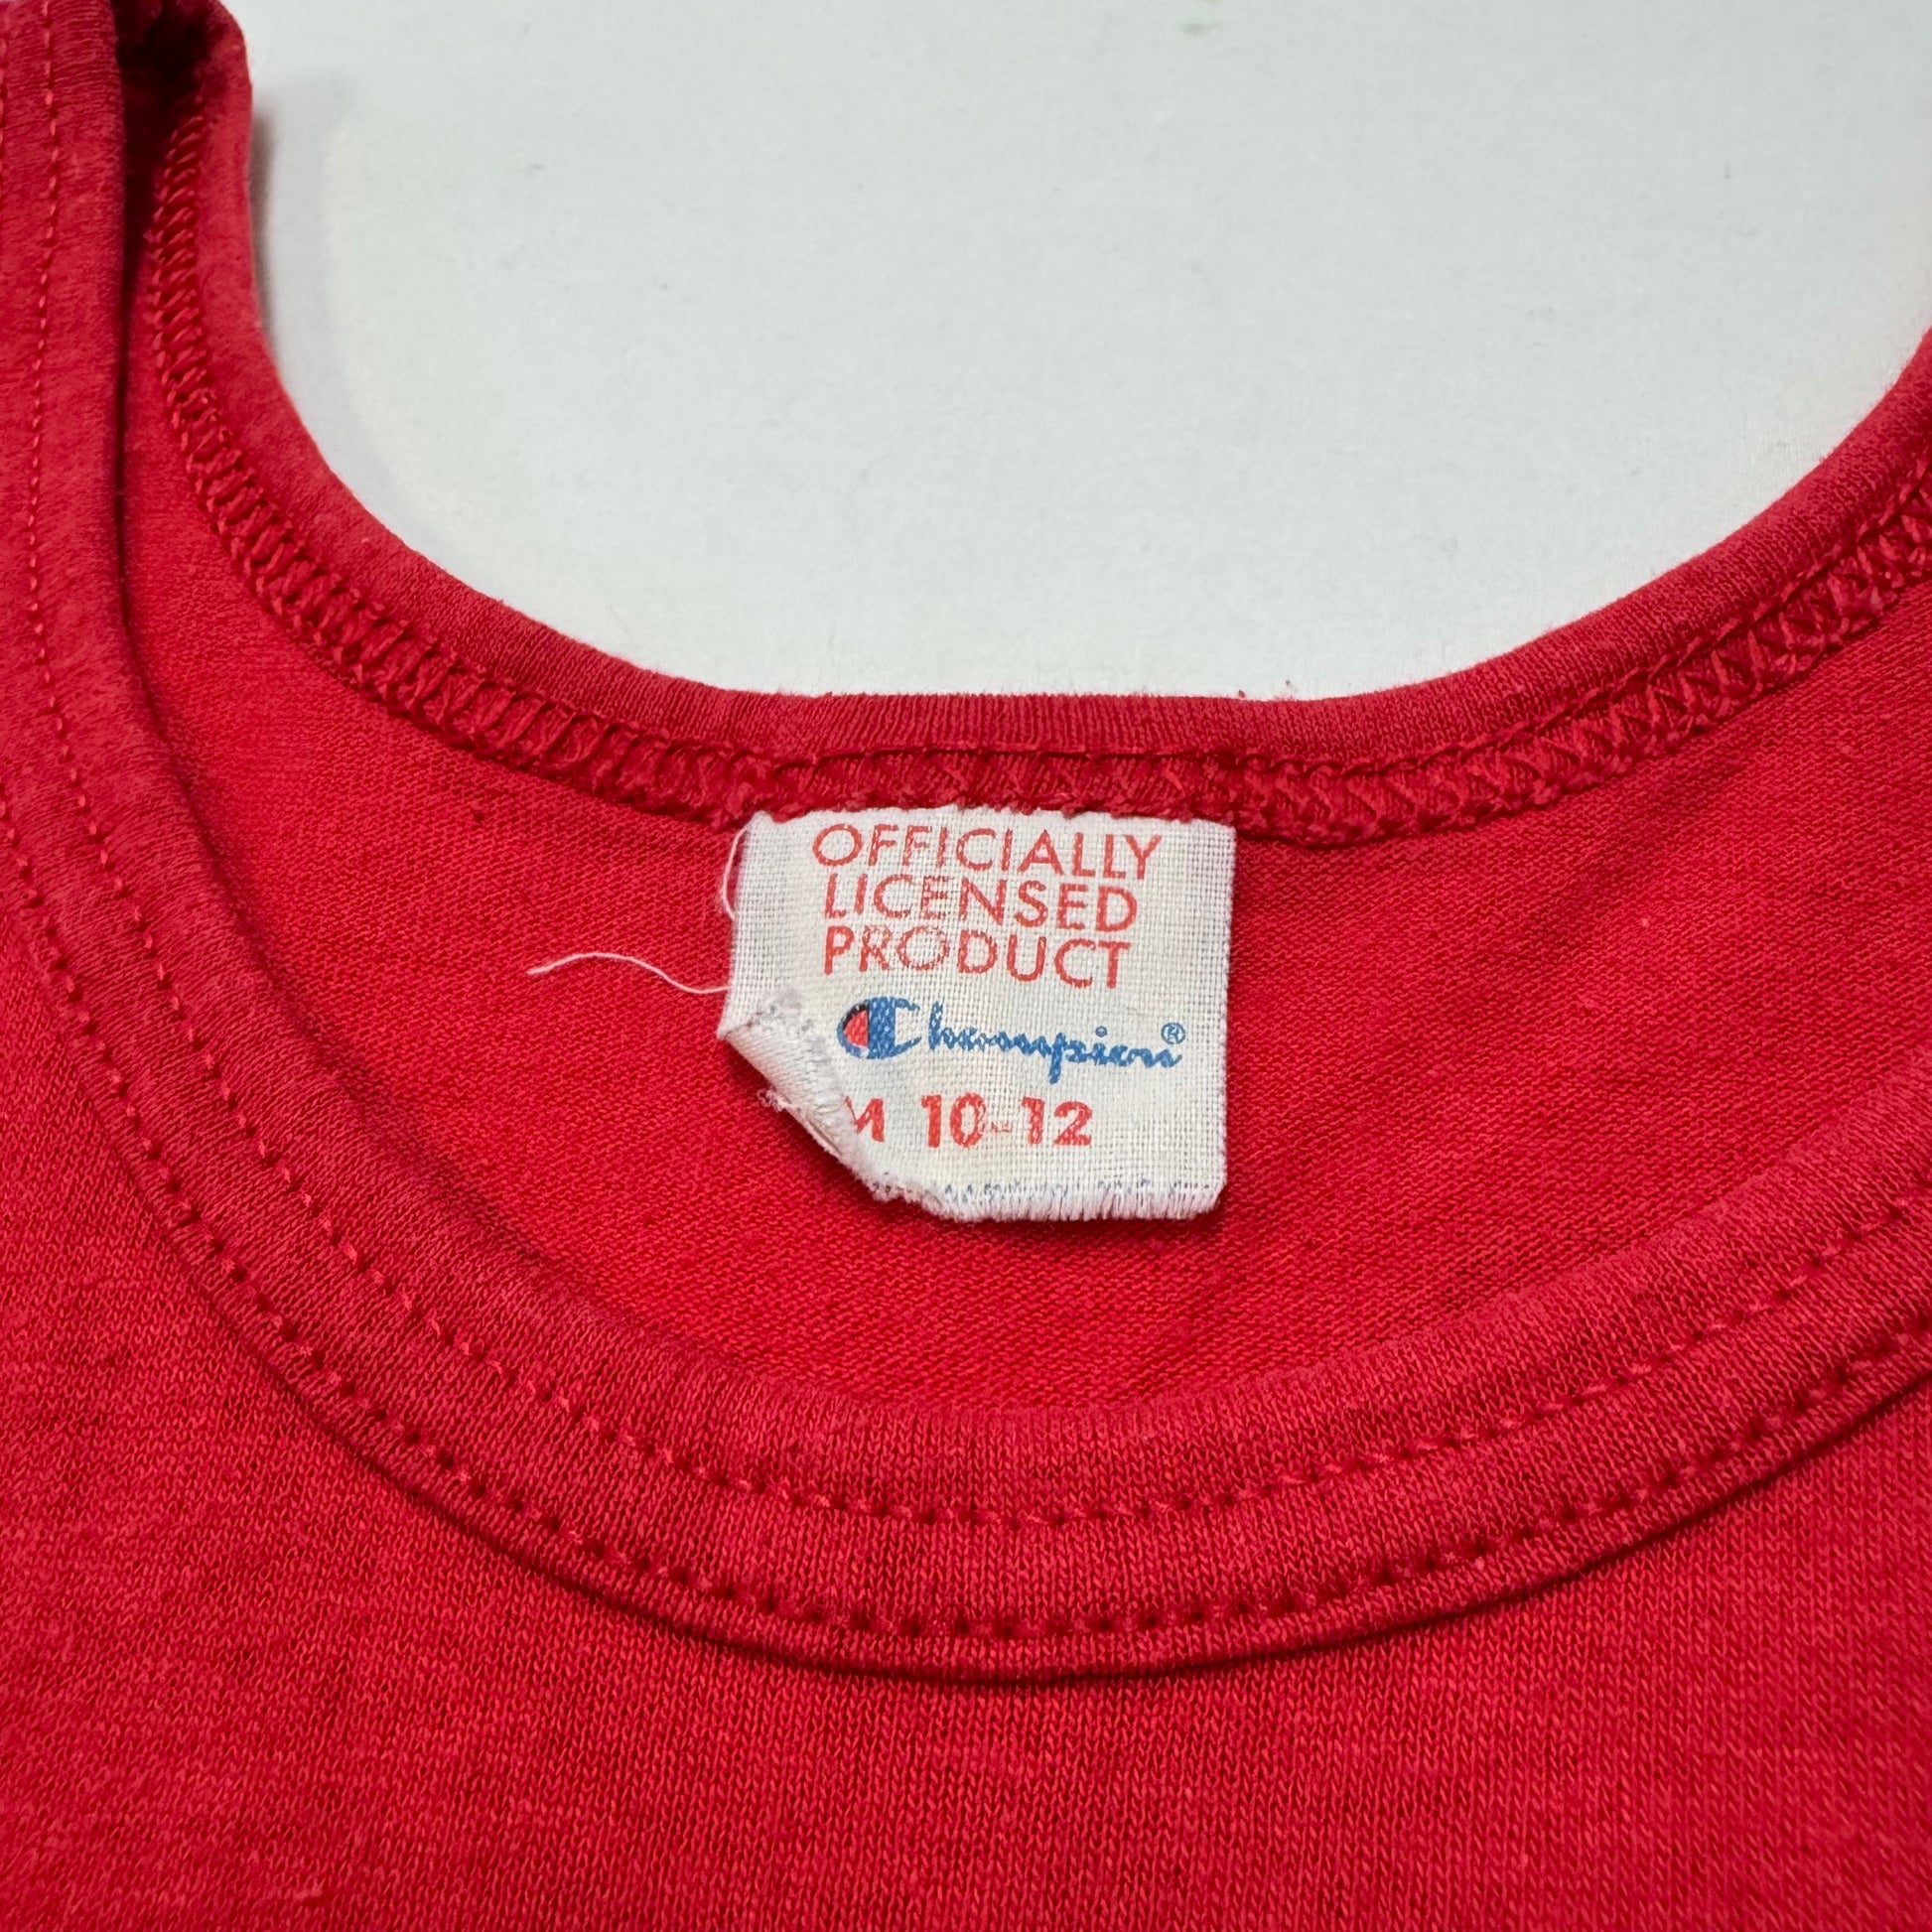 OFFICIALLY
LICENSED
PRODUCT
Champion®
M 10-12